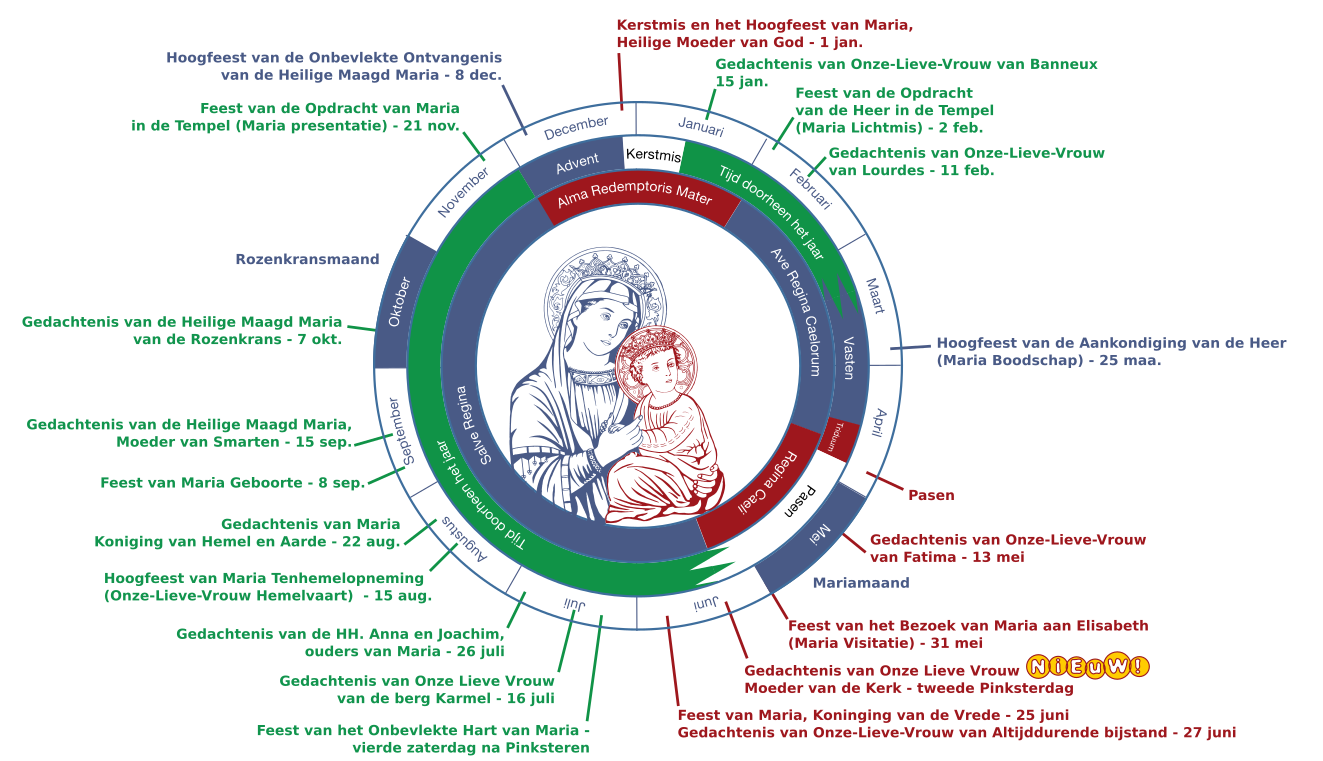 Kerstmis en het Hoogfeest van Maria,
Heilige Moeder van God - 1 jan.
Gedachtenis van Onze-Lieve-Vrouw van Banneux
15 jan.
Feest van de Opdracht
van de Heer in de Tempel
(Maria Lichtmis) - 2 feb.
Gedachtenis van Onze-Lieve-Vrouw
van Lourdes - 11 feb.
Hoogfeest van de Aankondiging van de Heer
(Maria Boodschap) - 25 maa.
Pasen
Gedachtenis van Onze-Lieve-Vrouw
van Fatima - 13 mei
Mariamaand
Feest van het Bezoek van Maria aan Elisabeth
(Maria Visitatie) - 31 mei
Gedachtenis van Onze Lieve Vrouw NiEuW!
Moeder van de Kerk - tweede Pinksterdag
Feest van Maria, Koninging van de Vrede - 25 juni
Gedachtenis van Onze-Lieve-Vrouw van Altijddurende bijstand - 27 juni
Feest van het Onbevlekte Hart van Maria -
vierde zaterdag na Pinksteren
Gedachtenis van Onze Lieve Vrouw
van de berg Karmel - 16 juli
Gedachtenis van de HH. Anna en Joachim,
ouders van Maria - 26 juli
Hoogfeest van Maria Tenhemelopneming
(Onze-Lieve-Vrouw Hemelvaart) - 15 aug.
Gedachtenis van Maria
Koniging van Hemel en Aarde - 22 aug.
Feest van Maria Geboorte - 8 sep.
Gedachtenis van de Heilige Maagd Maria,
Moeder van Smarten - 15 sep.
Gedachtenis van de Heilige Maagd Maria
van de Rozenkrans - 7 okt.
Rozenkransmaand
Feest van de Opdracht van Maria
in de Tempel (Maria presentatie) - 21 nov.
Hoogfeest van de Onbevlekte Ontvangenis
van de Heilige Maagd Maria - 8 dec.
Januari
Februari
Maart
April
Mei
Juni
Juli
Augustus
September
Oktober
November
December
Advent
Kerstmis
Tijd doorheen het jaar
Vasten
Triduum
Pasen
Tijd doorheen het jaar
Alma Redemptoris Mater
Ave Regina Caelorum
Regina Caeli
Salve Regina